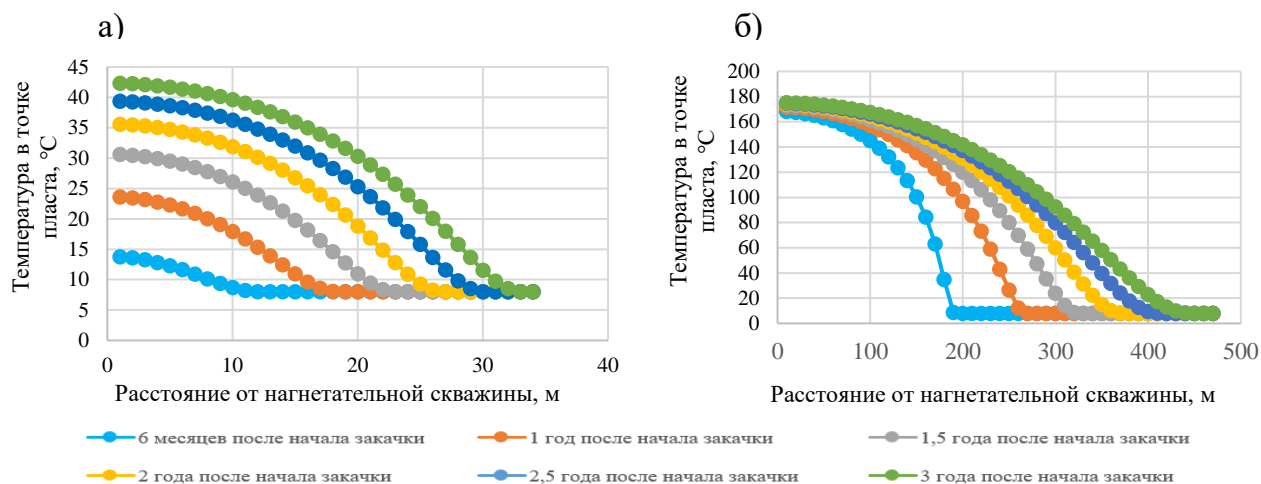 а)
б)
Температура в точке
пласта, °С
45
40
35
30
25
20
15
10
5
0
0
10
20
30
40
Расстояние от нагнетательной скважины, м
Температура в точке
пласта, °С
200
180
160
140
120
100
80
60
40
20
0
0
100
200
300
400
500
Расстояние от нагнетательной скважины, м
6 месяцев после начала закачки
1 год после начала закачки
1,5 года после начала закачки
2 года после начала закачки
2,5 года после начала закачки
3 года после начала закачки